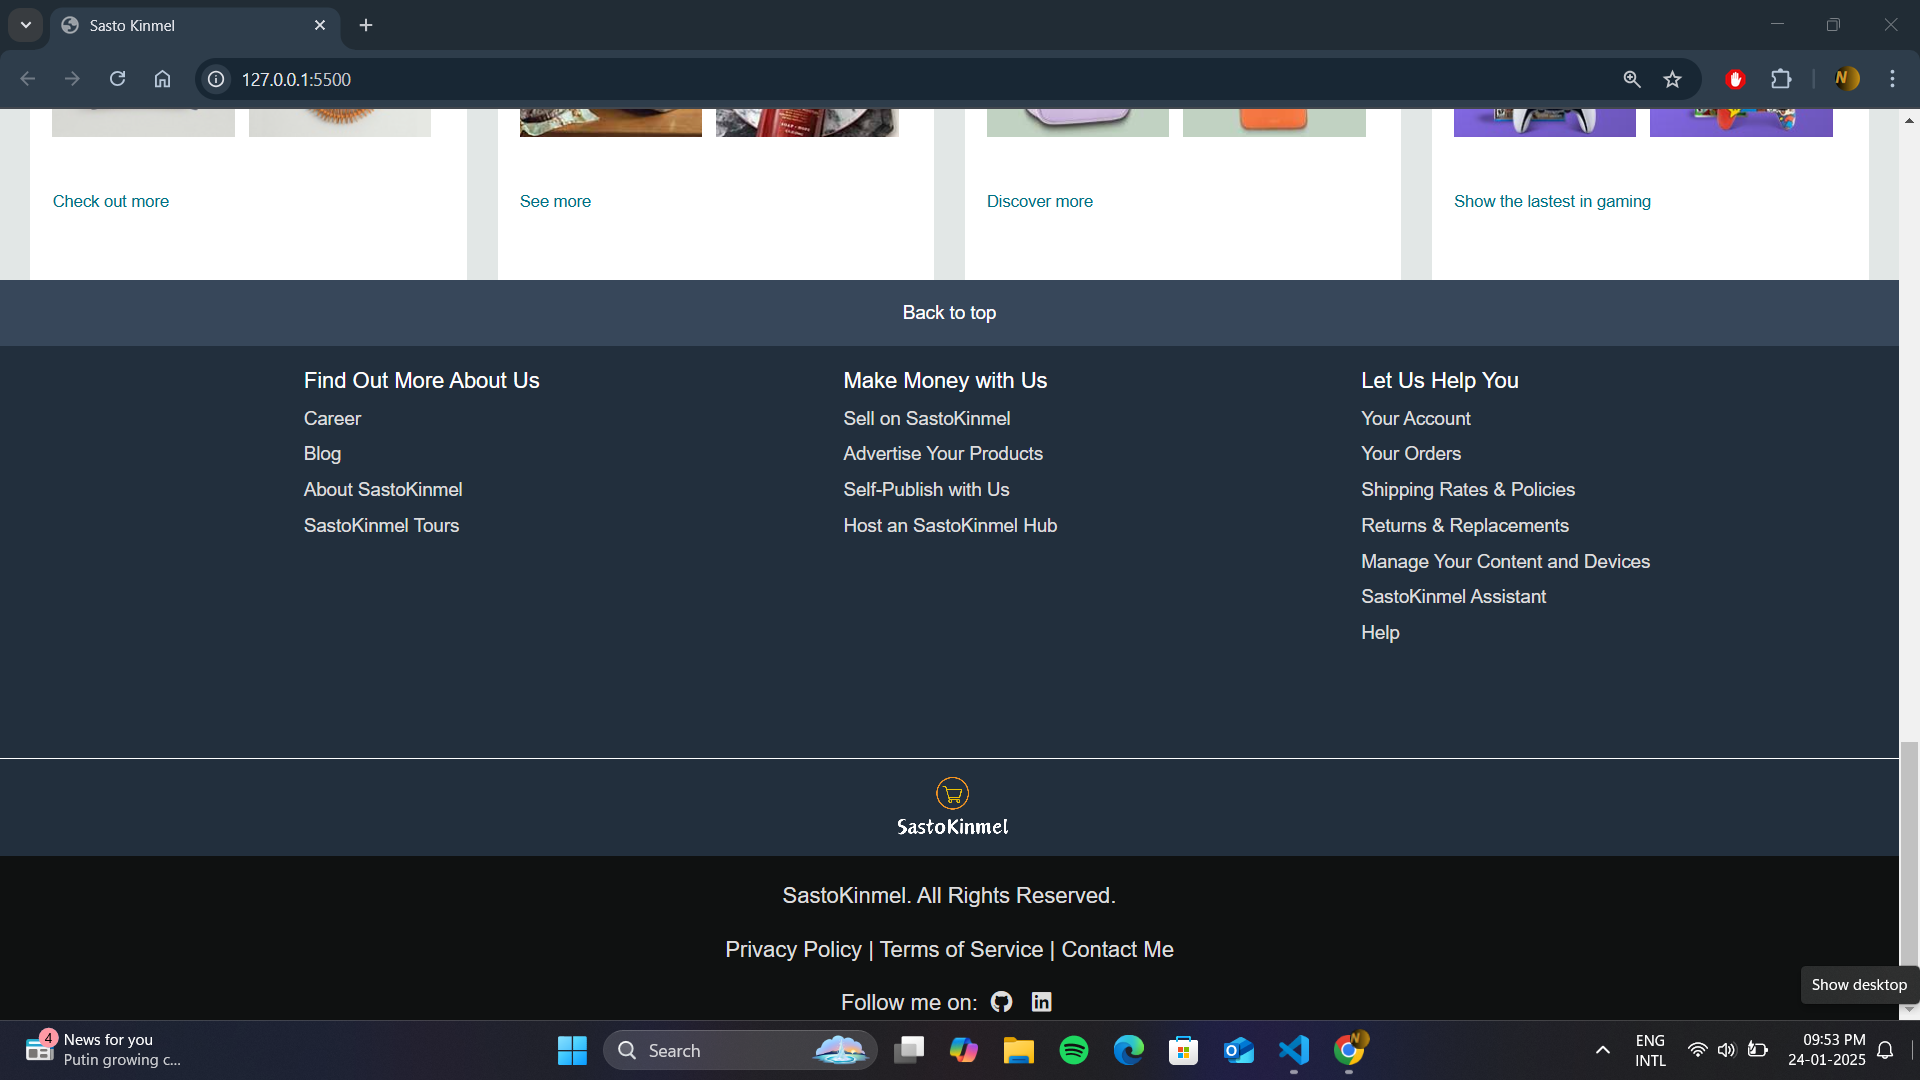 Sasto Kinmel
127.0.0.1:5500
Check out more
See more
Discover more
Show the lastest in gaming
Back to top
Find Out More About Us
Career
Blog
About SastoKinmel
SastoKinmel Tours
Make Money with Us
Sell on SastoKinmel
Advertise Your Products
Self-Publish with Us
Host an SastoKinmel Hub
Let Us Help You
Your Account
Your Orders
Shipping Rates & Policies
Returns & Replacements
Manage Your Content and Devices
SastoKinmel Assistant
Help
SastoKinmel
SastoKinmel. All Rights Reserved.
Privacy Policy | Terms of Service | Contact Me
Follow me on:
Show desktop
4
News for you
Putin growing c...
Search
ENG
INTL
09:53 PM
24-01-2025